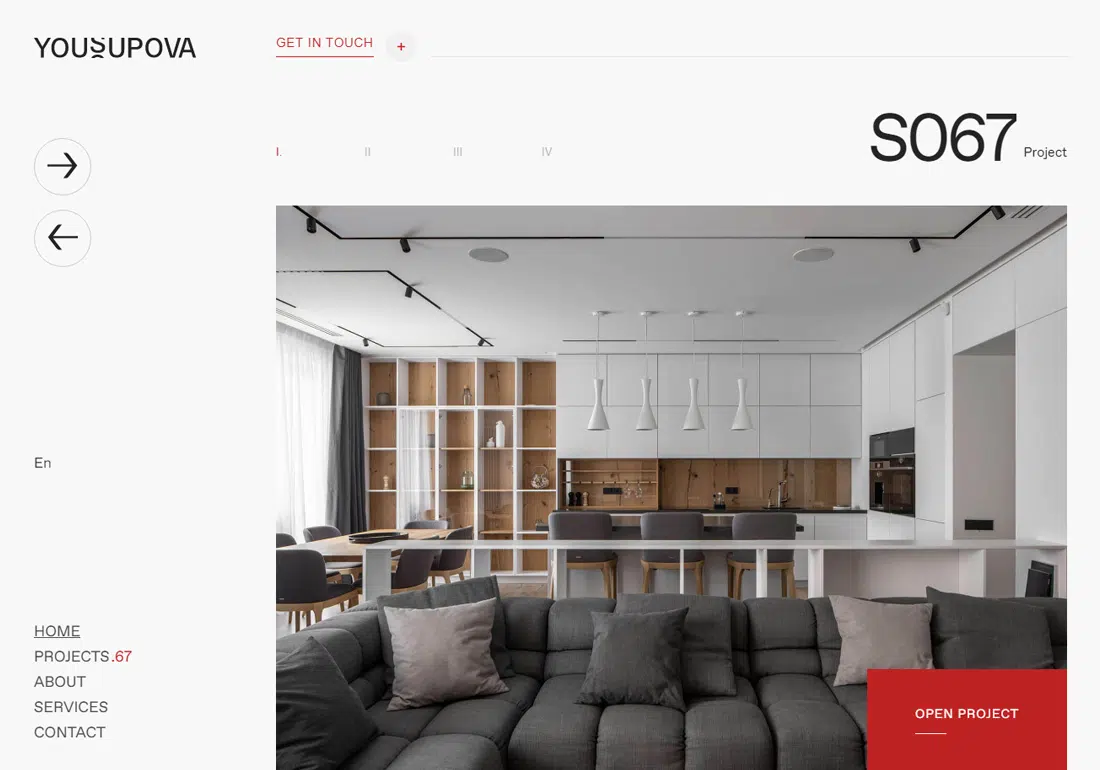 YOUSUPOVA
GET IN TOUCH +
S067 Project
I. II III IV
En
HOME
PROJECTS.67
ABOUT
SERVICES
CONTACT
OPEN PROJECT